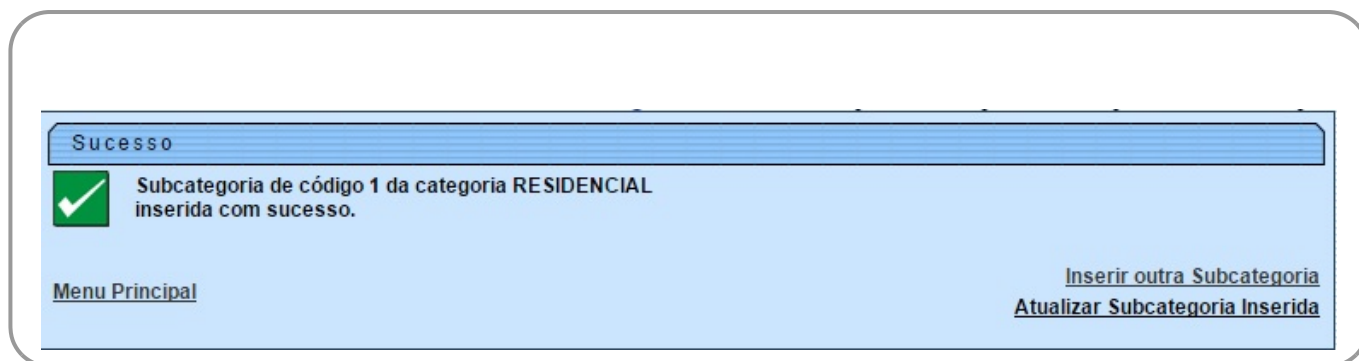 Sucesso
Subcategoria de código 1 da categoria RESIDENCIAL
inserida com sucesso.
Inserir outra Subcategoria
Menu Principal
Atualizar Subcategoria Inserida